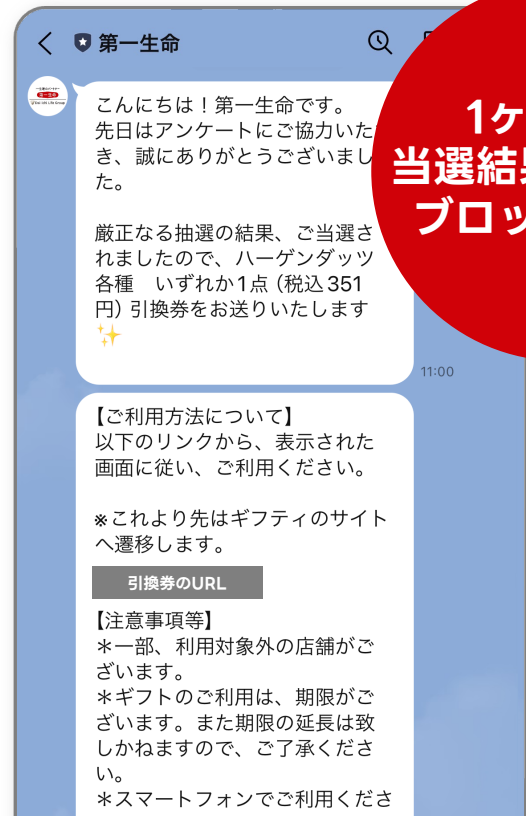 第一生命
1ケ
当選結
ブロッ
こんにちは！第一生命です。
先日はアンケートにご協力いた
き、誠にありがとうございまし
た。
厳正なる抽選の結果、ご当選さ
れましたので、ハーゲンダッツ
各種　いずれか1点（税込351
円）引換券をお送りいたします
✨
11:00
【ご利用方法について】
以下のリンクから、表示された
画面に従い、ご利用ください。
※これより先はギフティのサイト
へ遷移します。
引換券のURL
【注意事項等】
＊一部、利用対象外の店舗がご
ざいます。
＊ギフトのご利用は、期限がご
ざいます。また期限の延長は致
しかねますので、ご了承くださ
い。
＊スマートフォンでご利用くださ